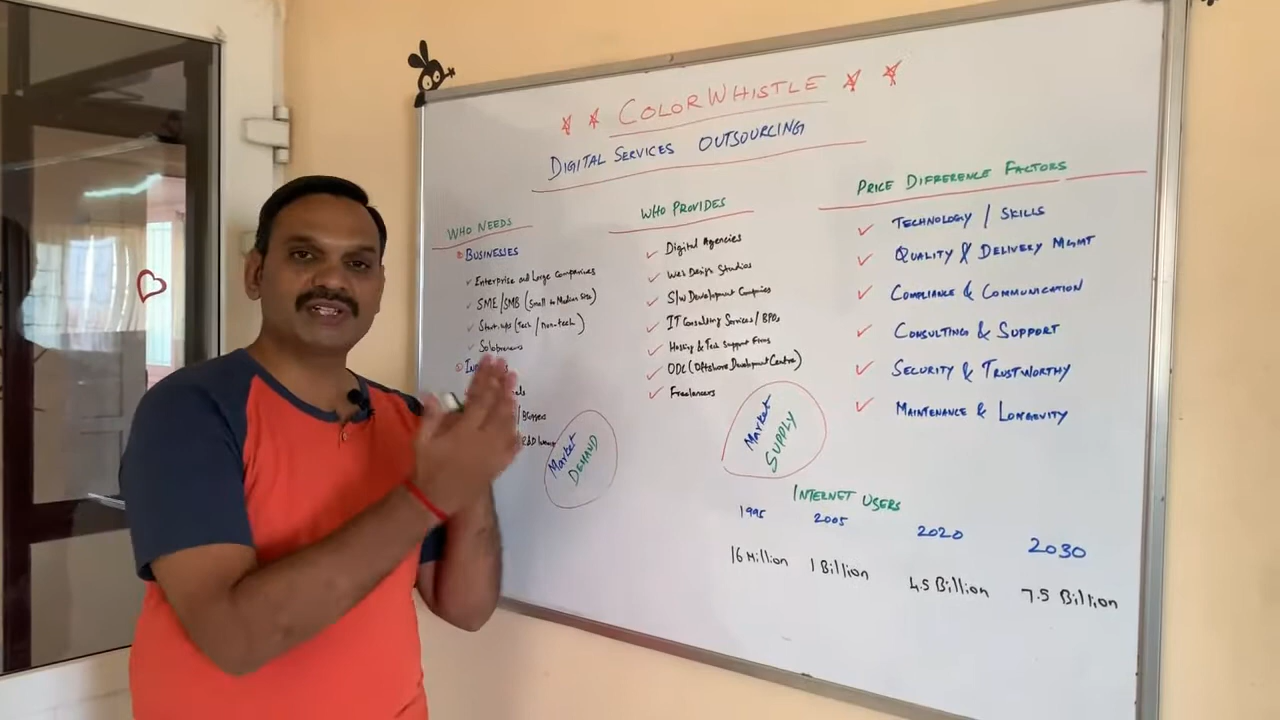 COLORWHISTLE
DIGITAL SERVICES OUTSOURCING
WHO NEEDS
BUSINESSES
Enterprise and Large Companies
SME/SMB (Small to Medium Size)
Start-ups (Tech / Non-tech)
Solopreneurs
/ Bloggers
Market
DEMAND
WHO PROVIDES
Digital Agencies
Web Design Studios
S/W Development Companies
IT Consulting Services / BPOs
Hosting & Tech Support Firms
ODC (Offshore Development Centre)
Freelancers
Market
SUPPLY
PRICE DIFFERENCE FACTORS
TECHNOLOGY / SKILLS
QUALITY & DELIVERY MGMT
COMPLIANCE & COMMUNICATION
CONSULTING & SUPPORT
SECURITY & TRUSTWORTHY
MAINTENANCE & LONGEVITY
INTERNET USERS
1995 2005 2020 2030
16 Million 1 Billion 4.5 Billion 7.5 Billion